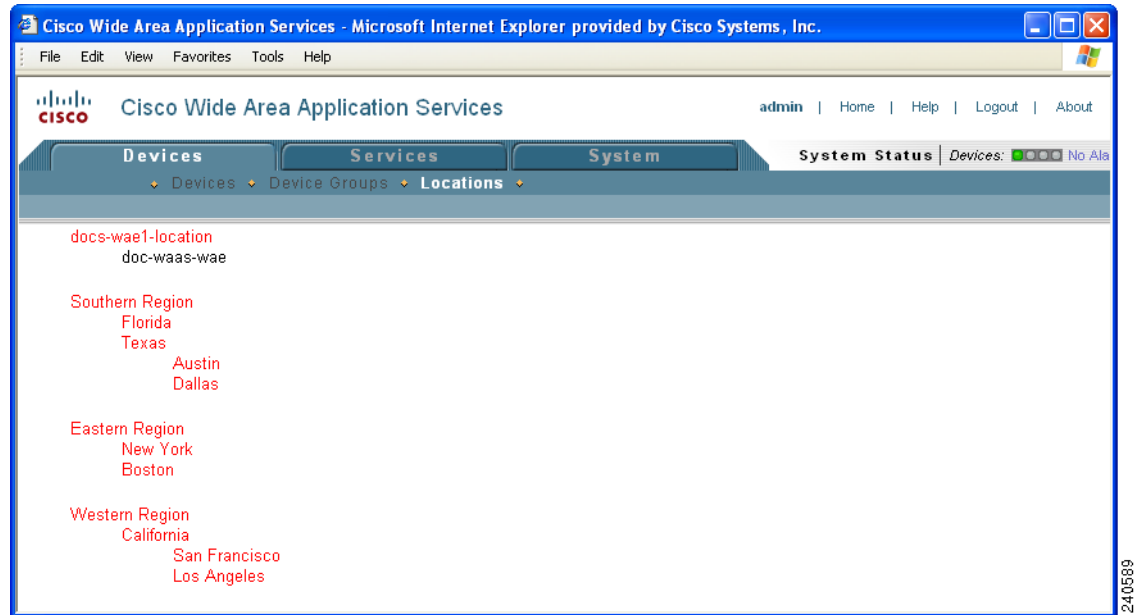 Cisco Wide Area Application Services - Microsoft Internet Explorer provided by Cisco Systems, Inc.
File Edit View Favorites Tools Help
CISCO Cisco Wide Area Application Services admin | Home | Help | Logout | About
Devices Services System System Status | Devices: No Ala
Devices Device Groups Locations
docs-wae1-location
doc-waas-wae
Southern Region
Florida
Texas
Austin
Dallas
Eastern Region
New York
Boston
Western Region
California
San Francisco
Los Angeles
240589